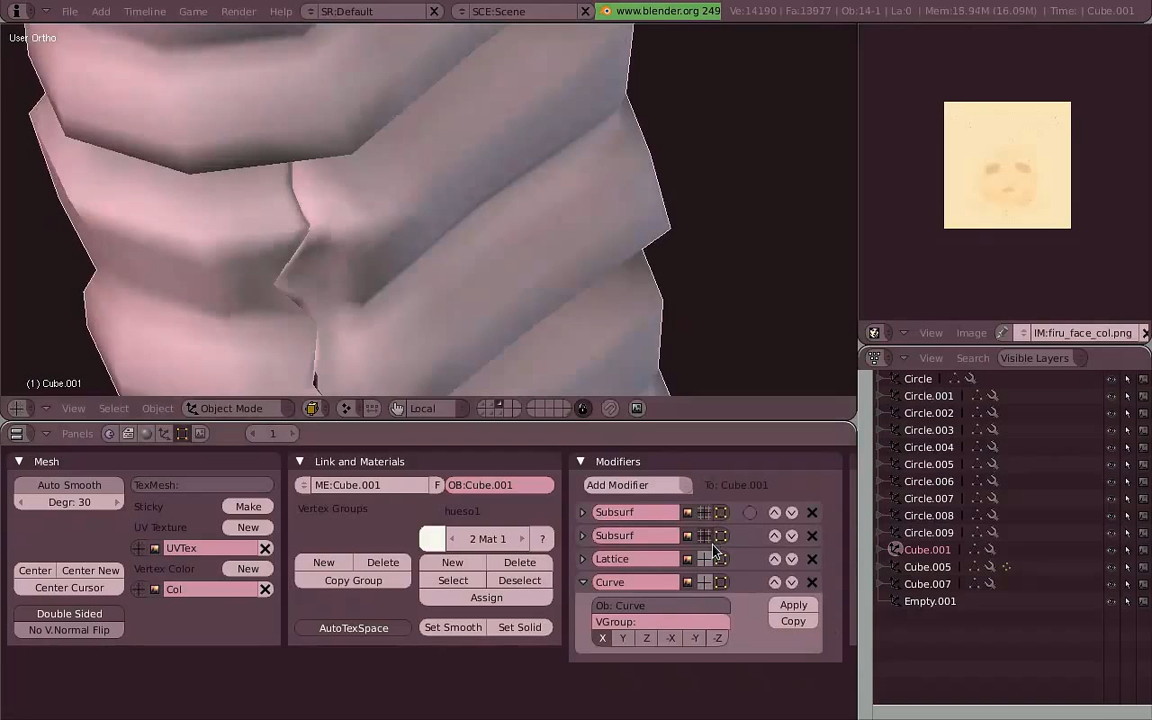 File Add Timeline Game Render Help SR:Default SCE:Scene www.blender.org 249 Ve:14190 | Fa:13977 | Ob:14-1 | La:0 | Mem:15.94M (16.09M) | Time: | Cube.001
User Ortho
(1) Cube.001
View Select Object Object Mode Local
View Image IM:firu_face_col.png
View Search Visible Layers
Circle
Circle.001
Circle.002
Circle.003
Circle.004
Circle.005
Circle.006
Circle.007
Circle.008
Circle.009
Cube.001
Cube.005
Cube.007
Empty.001
Panels 1
Mesh
Auto Smooth
Degr: 30
TexMesh:
Sticky Make
UV Texture New
UVTex
Vertex Color New
Col
Center Center New
Center Cursor
Double Sided
No V.Normal Flip
Link and Materials
ME:Cube.001 F OB:Cube.001
Vertex Groups
hueso1
2 Mat 1 ?
New Delete
Copy Group
New Delete
Select Deselect
Assign
AutoTexSpace
Set Smooth Set Solid
Modifiers
Add Modifier To: Cube.001
Subsurf
Subsurf
Lattice
Curve
Ob: Curve
VGroup:
X Y Z -X -Y -Z
Apply
Copy